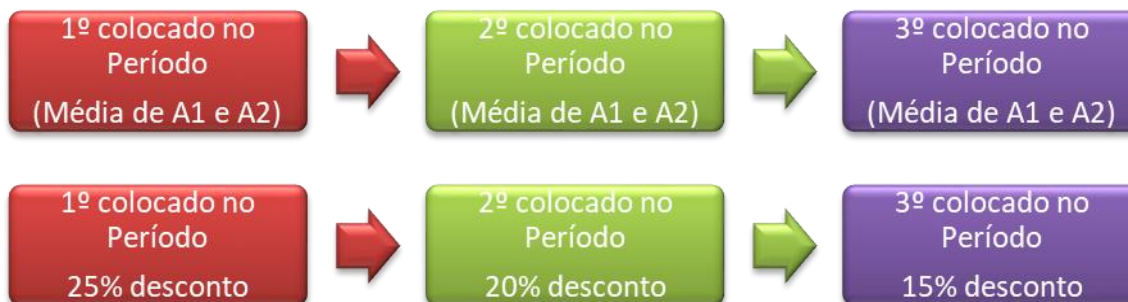 1º colocado no
Período
(Média de A1 e A2)
2º colocado no
Período
(Média de A1 e A2)
3º colocado no
Período
(Média de A1 e A2)
1º colocado no
Período
25% desconto
2º colocado no
Período
20% desconto
3º colocado no
Período
15% desconto